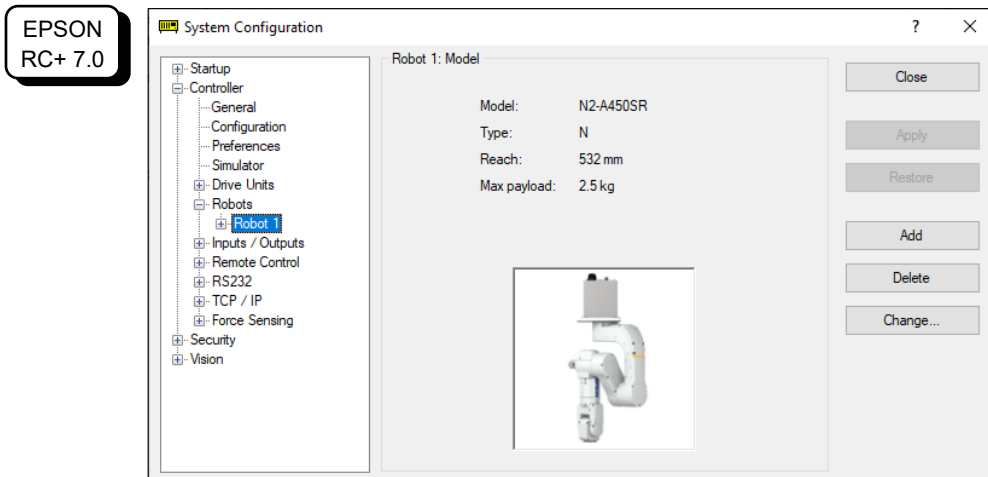 EPSON
RC+ 7.0
System Configuration
?
Startup
Controller
General
Configuration
Preferences
Simulator
Drive Units
Robots
Robot 1
Inputs / Outputs
Remote Control
RS232
TCP / IP
Force Sensing
Security
Vision
Robot 1: Model
Model: N2-A450SR
Type: N
Reach: 532 mm
Max payload: 2.5 kg
Close
Apply
Restore
Add
Delete
Change...